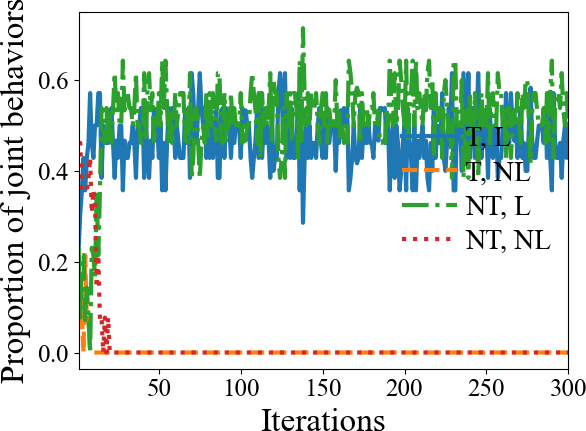 Proportion of joint behaviors
0.6
0.4
0.2
0.0
T, L
T, NL
NT, L
NT, NL
50 100 150 200 250 300
Iterations